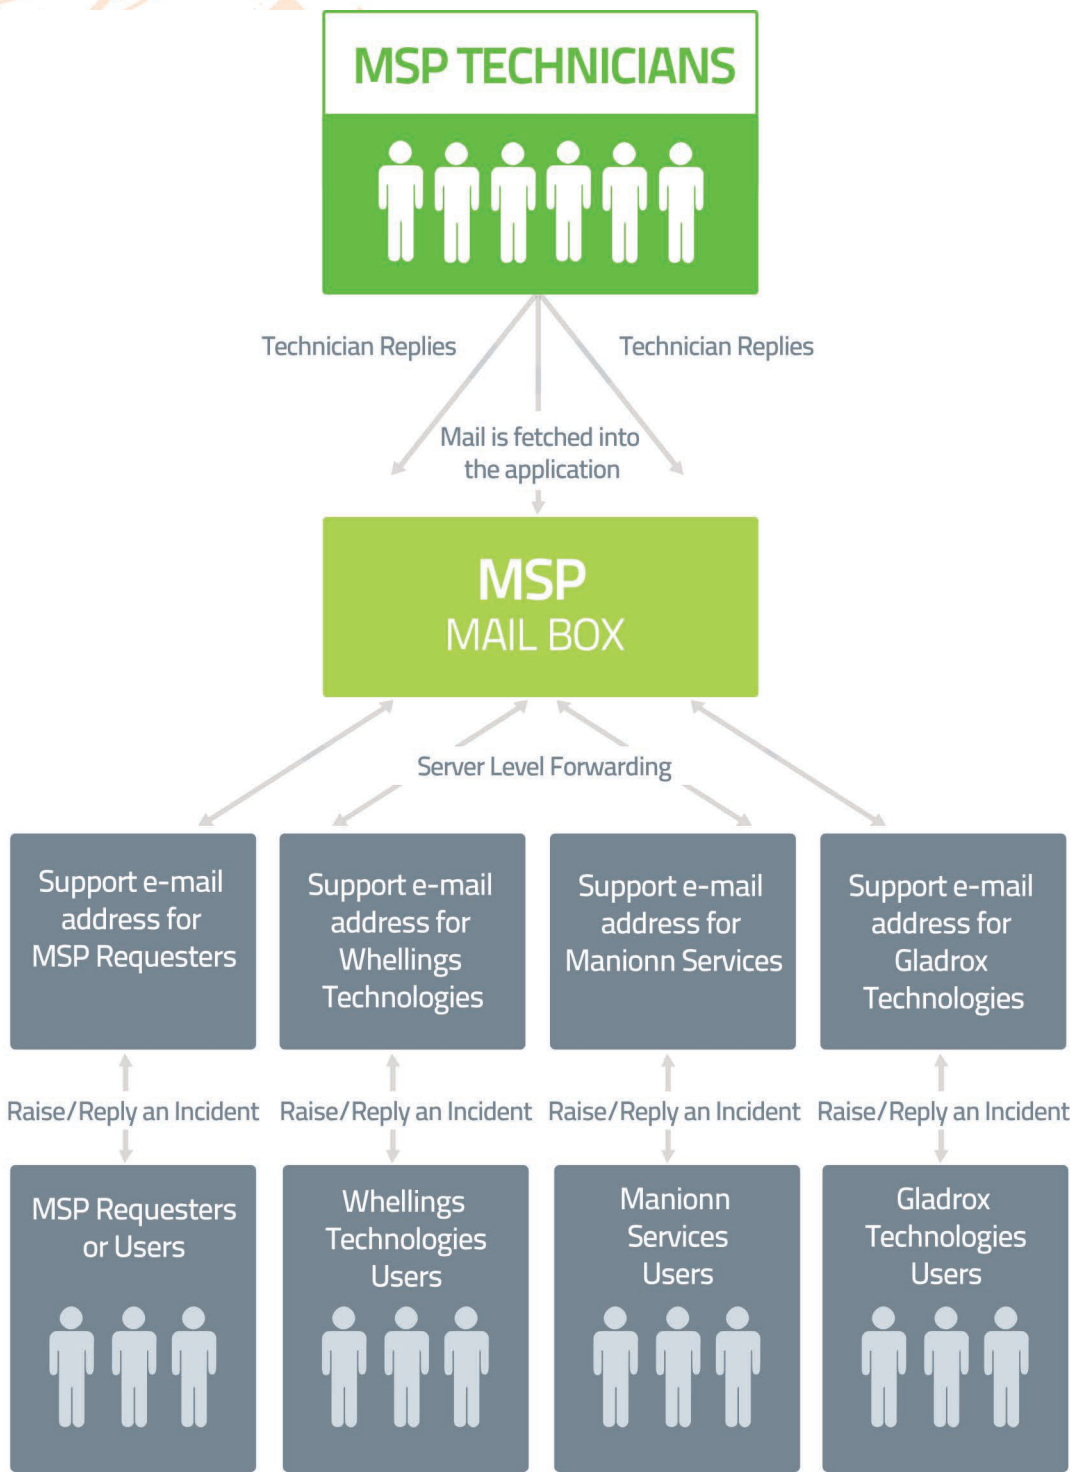 MSP TECHNICIANS
Technician Replies
Technician Replies
Mail is fetched into
the application
MSP
MAIL BOX
Server Level Forwarding
Support e-mail
address for
MSP Requesters
Support e-mail
address for
Whellings
Technologies
Support e-mail
address for
Manionn Services
Support e-mail
address for
Gladrox
Technologies
Raise/Reply an Incident
Raise/Reply an Incident
Raise/Reply an Incident
Raise/Reply an Incident
MSP Requesters
or Users
Whellings
Technologies
Users
Manionn
Services
Users
Gladrox
Technologies
Users